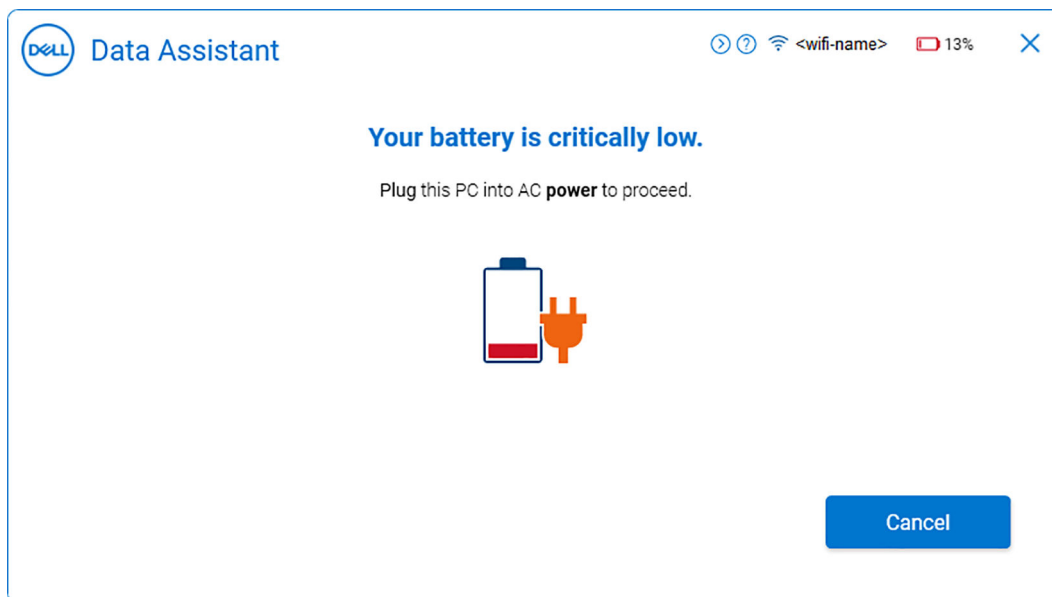 DELL Data Assistant <wifi-name> 13%
Your battery is critically low.
Plug this PC into AC power to proceed.
Cancel